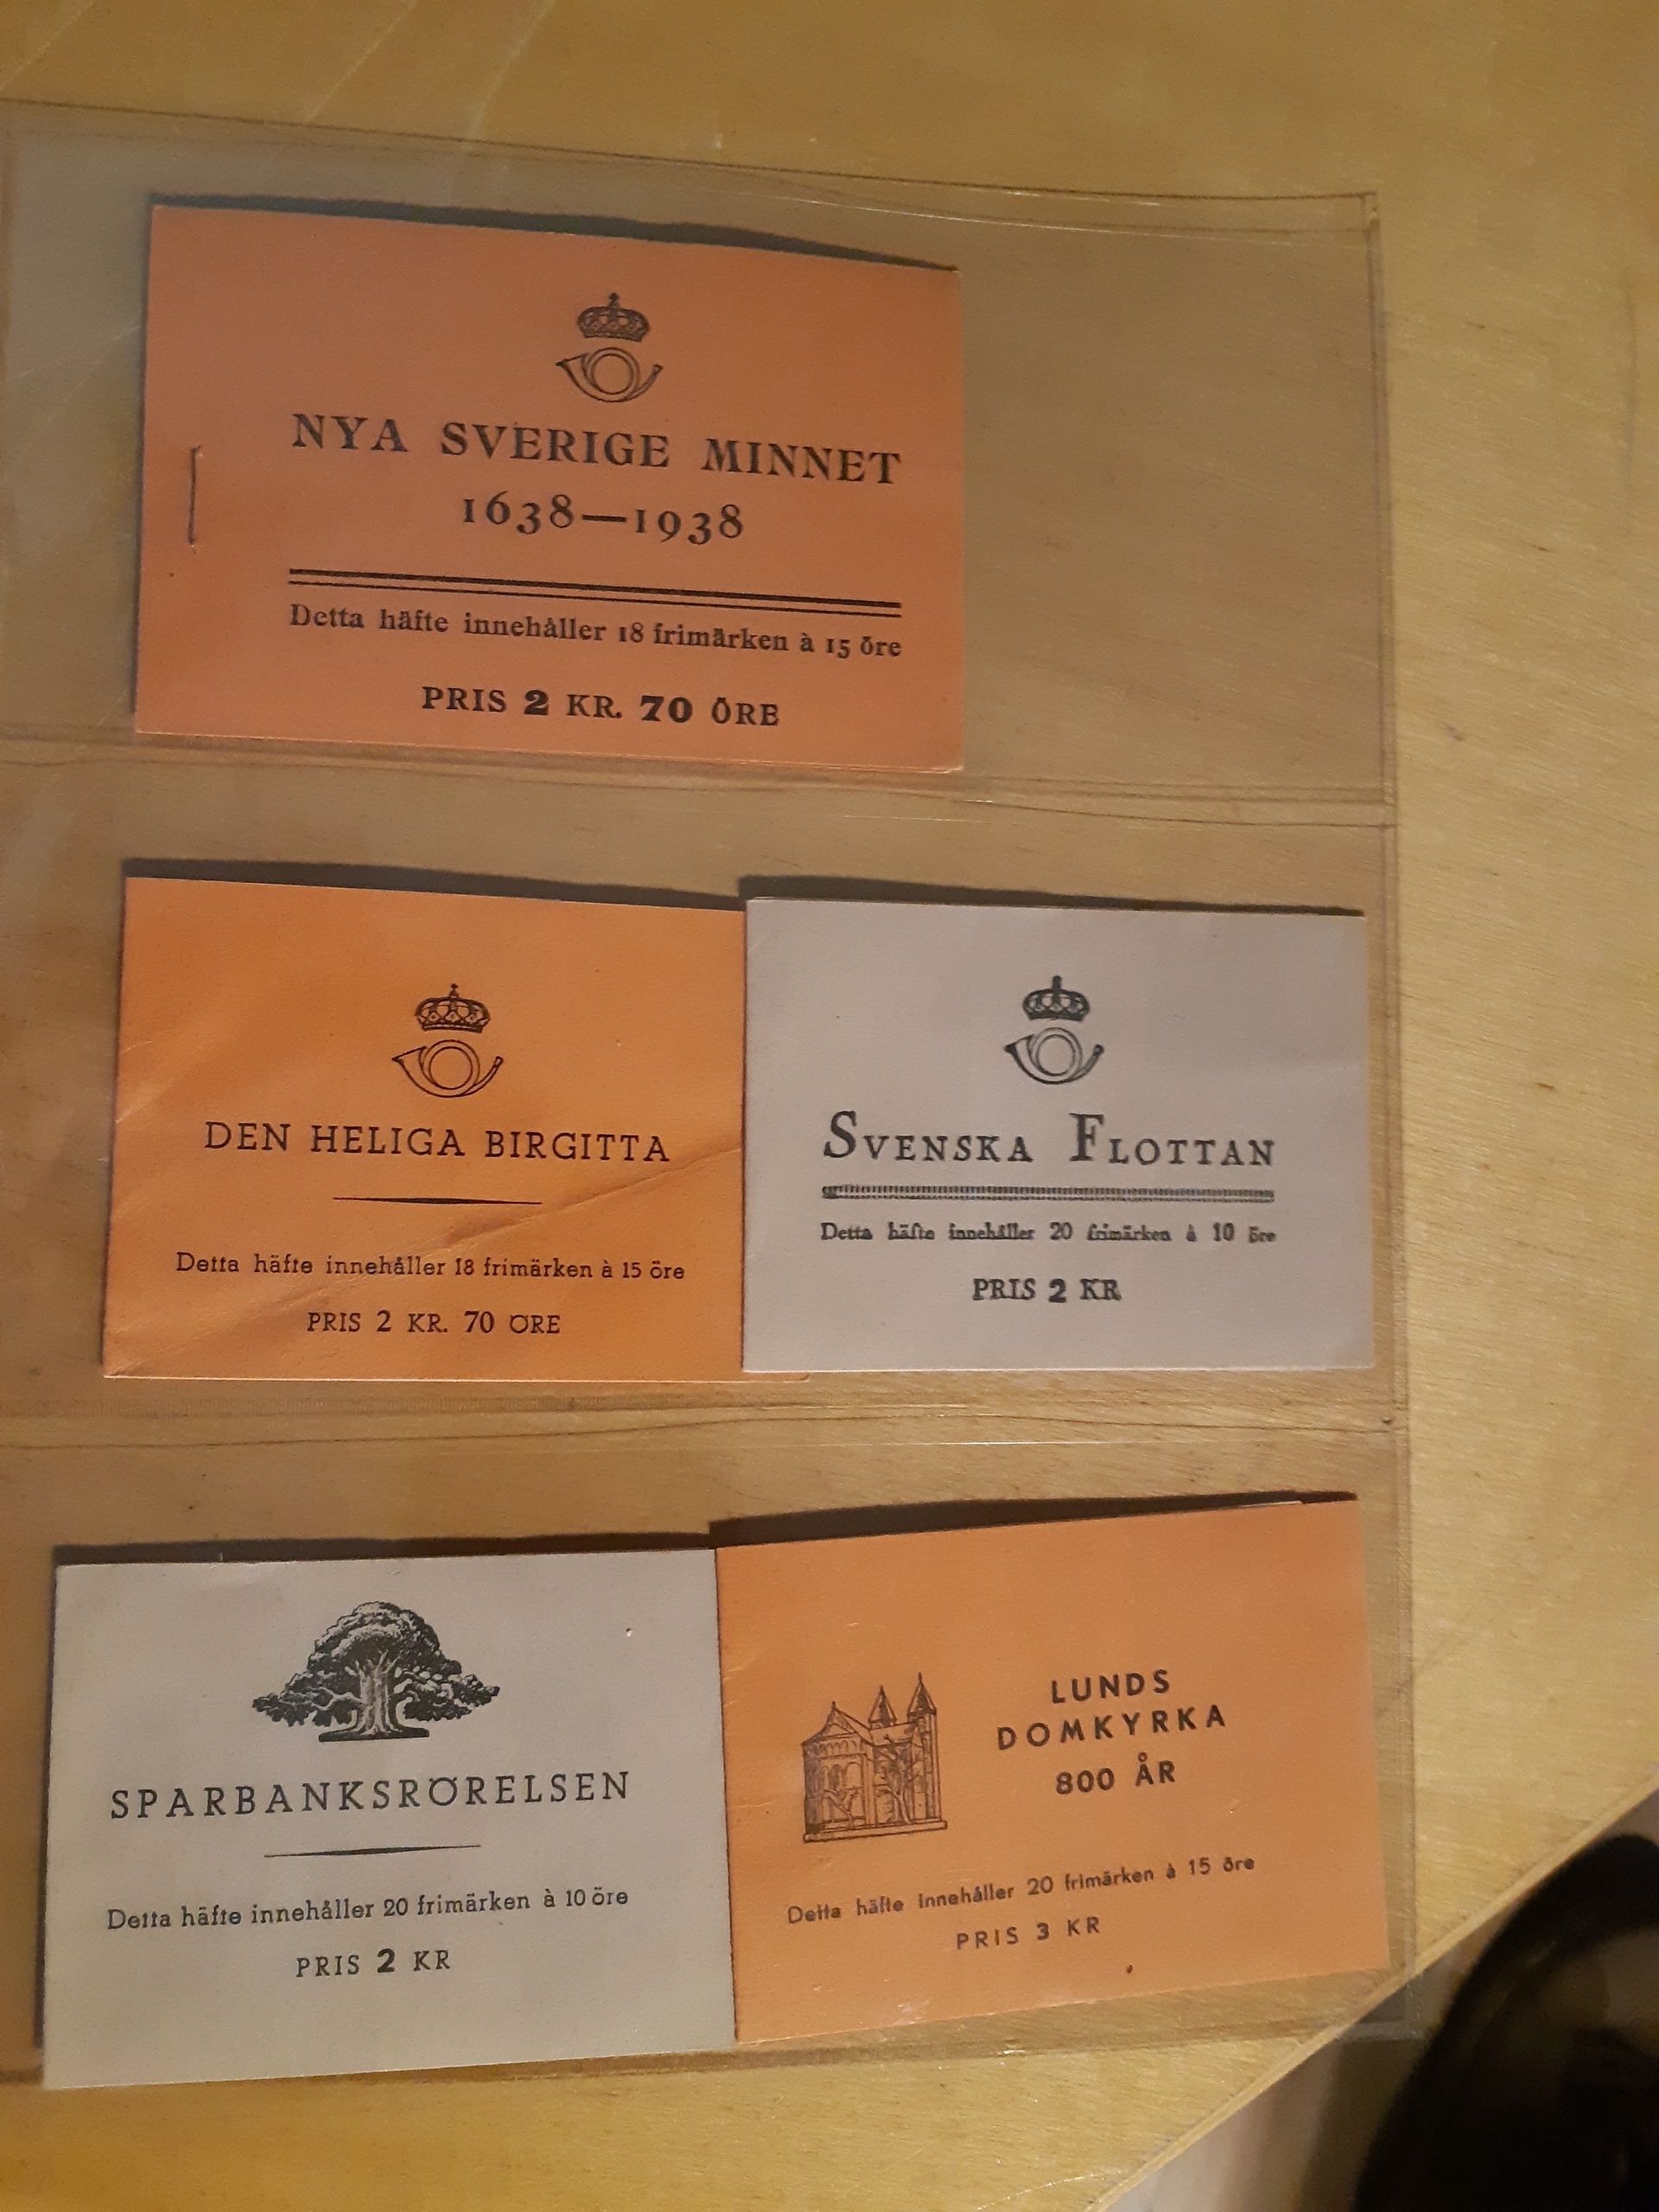 NYA SVERIGE MINNET
1638—1938
Detta häfte innehåller 18 frimärken à 15 öre
PRIS 2 KR. 70 ÖRE
DEN HELIGA BIRGITTA
Detta häfte innehåller 18 frimärken à 15 öre
PRIS 2 KR. 70 ÖRE
SVENSKA FLOTTAN
Detta häfte innehåller 20 frimärken à 10 öre
PRIS 2 KR
SPARBANKSRÖRELSEN
Detta häfte innehåller 20 frimärken à 10 öre
PRIS 2 KR
LUNDS
DOMKYRKA
800 ÅR
Detta häfte innehåller 20 frimärken à 15 öre
PRIS 3 KR